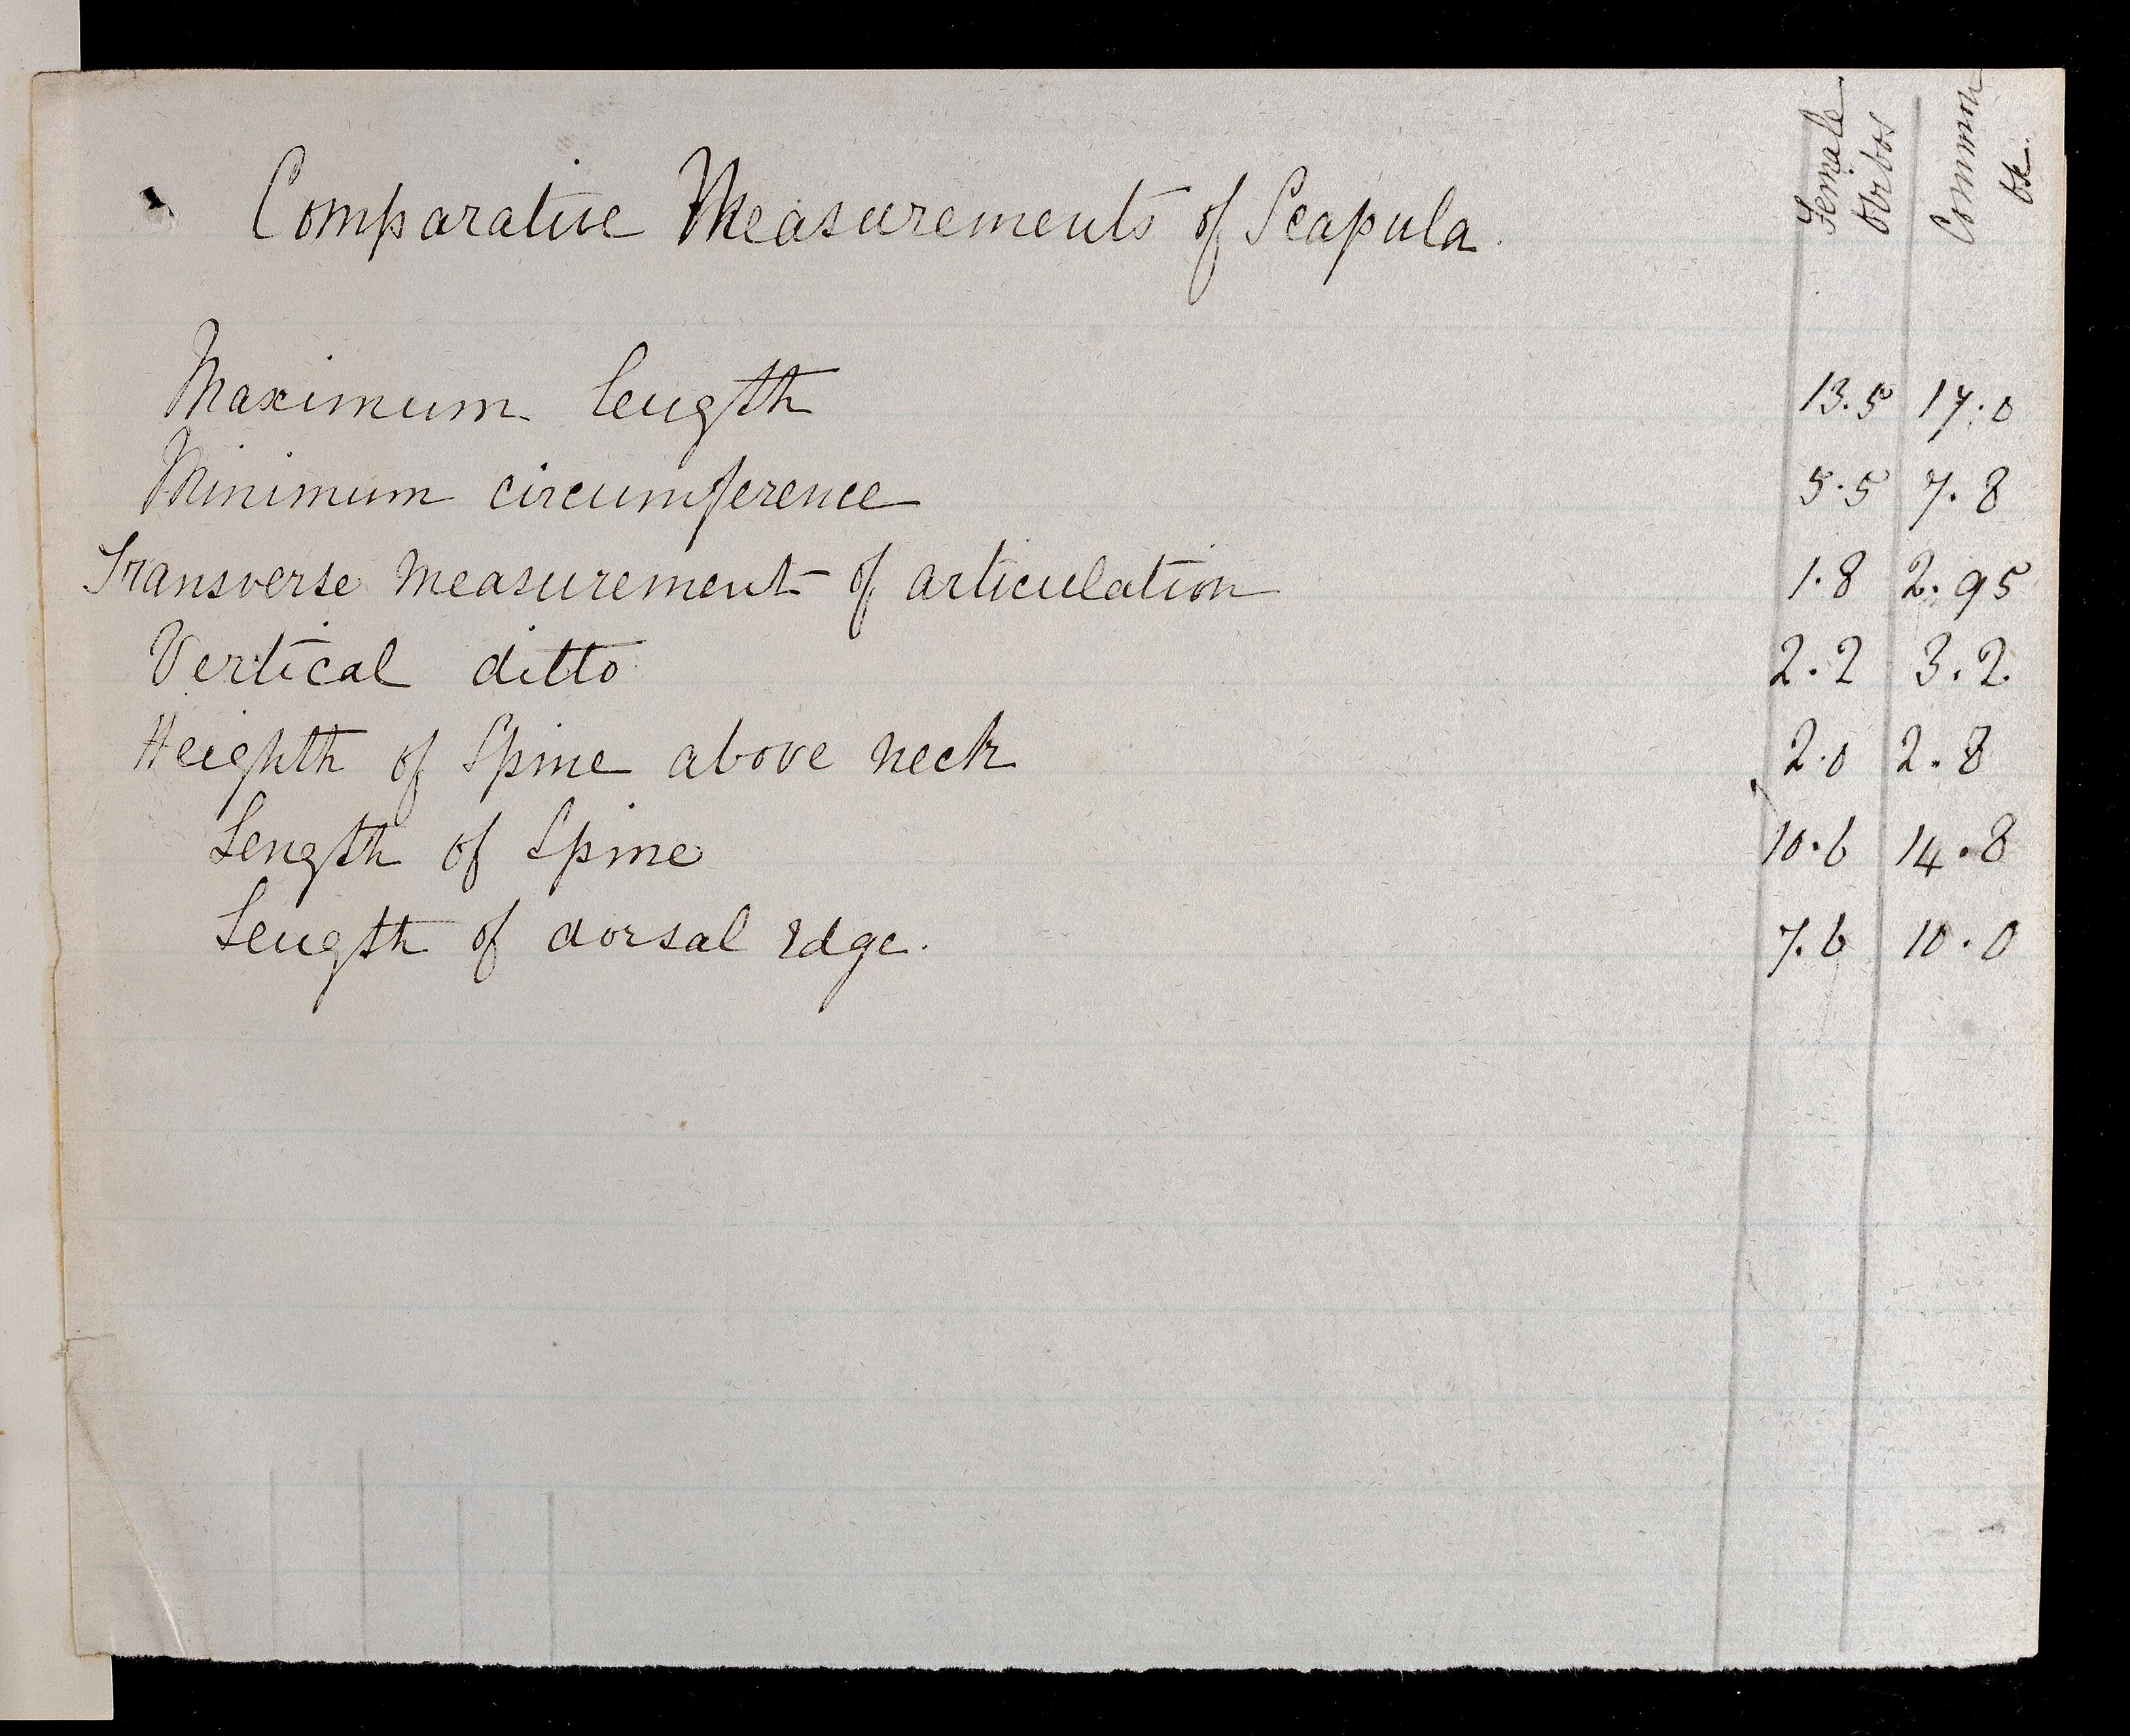 Comparative Measurements of Scapula.
Female
Ovibos
Common
Ox.
Maximum length 13.5 17.0
Minimum circumference 5.5 7.8
Transverse measurement of articulation 1.8 2.95
Vertical ditto 2.2 3.2
Heighth of Spine above neck 2.0 2.8
Length of Spine 10.6 14.8
Length of dorsal edge. 7.6 10.0